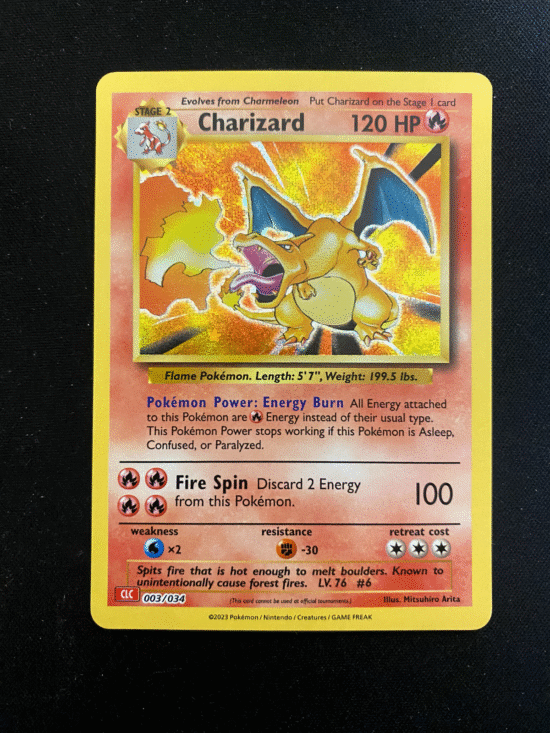 Evolves from Charmeleon Put Charizard on the Stage 1 card
STAGE 2
Charizard 120 HP
Flame Pokémon. Length: 5'7", Weight: 199.5 lbs.
Pokémon Power: Energy Burn All Energy attached
to this Pokémon are Energy instead of their usual type.
This Pokémon Power stops working if this Pokémon is Asleep,
Confused, or Paralyzed.
Fire Spin Discard 2 Energy
from this Pokémon.
100
weakness resistance retreat cost
×2 -30
Spits fire that is hot enough to melt boulders. Known to
unintentionally cause forest fires. LV. 76 #6
CLC 003/034 (This card cannot be used at official tournaments.) Illus. Mitsuhiro Arita
©2023 Pokémon / Nintendo / Creatures / GAME FREAK